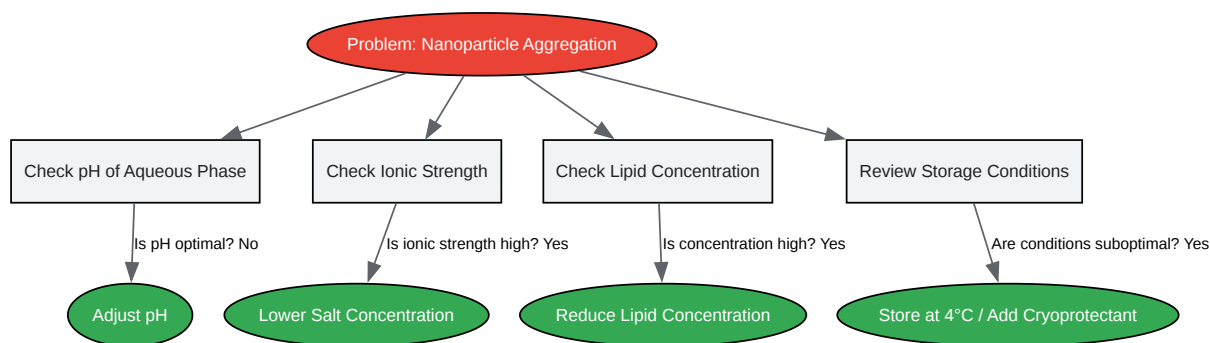 Problem: Nanoparticle Aggregation
Check pH of Aqueous Phase
Check Ionic Strength
Check Lipid Concentration
Review Storage Conditions
Is pH optimal? No
Is ionic strength high? Yes
Is concentration high? Yes
Are conditions suboptimal? Yes
Adjust pH
Lower Salt Concentration
Reduce Lipid Concentration
Store at 4°C / Add Cryoprotectant